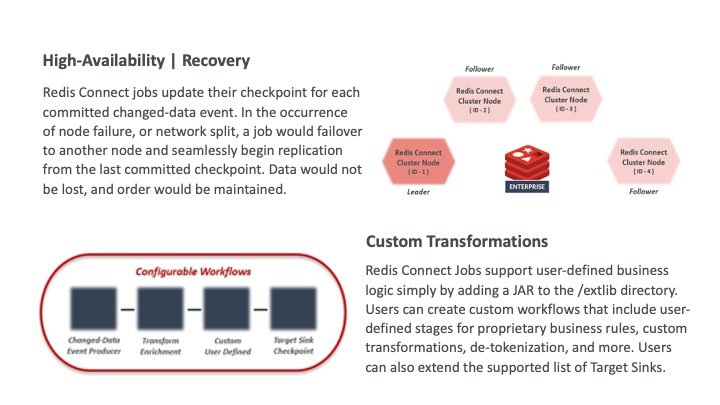 High-Availability | Recovery
Redis Connect jobs update their checkpoint for each
committed changed-data event. In the occurrence
of node failure, or network split, a job would failover
to another node and seamlessly begin replication
from the last committed checkpoint. Data would not
be lost, and order would be maintained.
Follower
Redis Connect
Cluster Node
( ID - 2 )
Follower
Redis Connect
Cluster Node
( ID - 3 )
Redis Connect
Cluster Node
( ID - 1 )
Leader
ENTERPRISE
Redis Connect
Cluster Node
( ID - 4 )
Follower
Configurable Workflows
Changed-Data
Event Producer
Transform
Enrichment
Custom
User Defined
Target Sink
Checkpoint
Custom Transformations
Redis Connect Jobs support user-defined business
logic simply by adding a JAR to the /extlib directory.
Users can create custom workflows that include user-
defined stages for proprietary business rules, custom
transformations, de-tokenization, and more. Users
can also extend the supported list of Target Sinks.